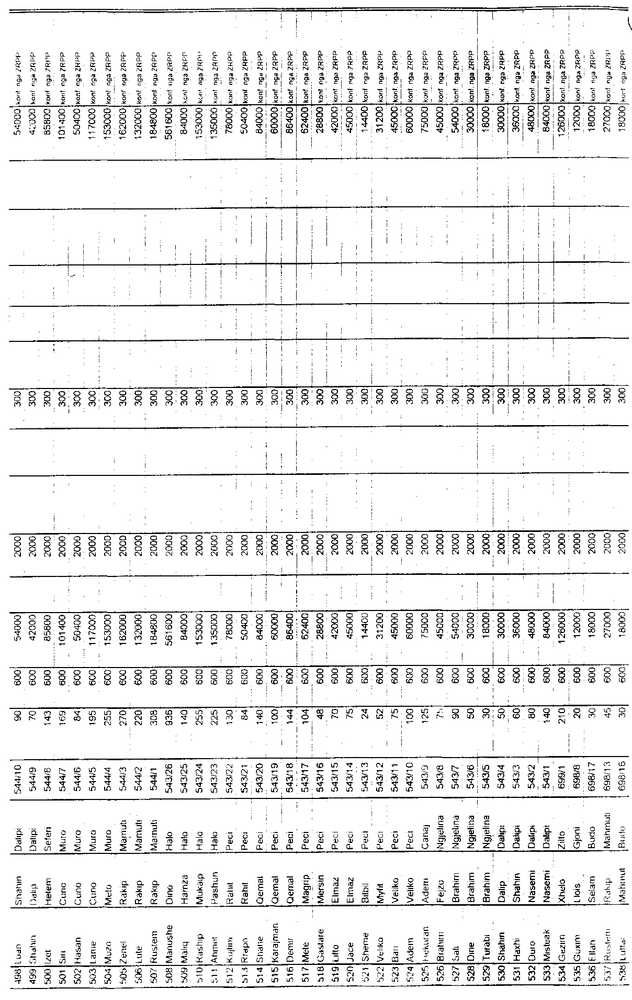 498 Luan Shahin Dalipi 544/10 90 600 54000 2000 300 54000 konf nga ZRPP
499 Shahin Dalip Dalipi 544/9 70 600 42000 2000 300 42000 konf nga ZRPP
500 Izet Hetem Seferi 544/8 143 600 85800 2000 300 85800 konf nga ZRPP
501 Siri Cuno Muro 544/7 169 600 101400 2000 300 101400 konf nga ZRPP
502 Hasan Cuno Muro 544/6 84 600 50400 2000 300 50400 konf nga ZRPP
503 Lame Cuno Muro 544/5 195 600 117000 2000 300 117000 konf nga ZRPP
504 Muzo Meto Muro 544/4 255 600 153000 2000 300 153000 konf nga ZRPP
505 Zenel Rakip Mamuti 544/3 270 600 162000 2000 300 162000 konf nga ZRPP
506 Lute Rakip Mamuti 544/2 220 600 132000 2000 300 132000 konf nga ZRPP
507 Rustem Rakip Mamuti 544/1 308 600 184800 2000 300 184800 konf nga ZRPP
508 Manushe Dino Halo 543/26 936 600 561600 2000 300 561600 konf nga ZRPP
509 Maliq Hamza Halo 543/25 140 600 84000 2000 300 84000 konf nga ZRPP
510 Raship Mukaip Halo 543/24 255 600 153000 2000 300 153000 konf nga ZRPP
511 Ahmet Pashun Halo 543/23 225 600 135000 2000 300 135000 konf nga ZRPP
512 Kujtim Rahit Peci 543/22 130 600 78000 2000 300 78000 konf nga ZRPP
513 Rrapo Rahit Peci 543/21 84 600 50400 2000 300 50400 konf nga ZRPP
514 Shane Qemal Peci 543/20 140 600 84000 2000 300 84000 konf nga ZRPP
515 Karajman Qemal Peci 543/19 100 600 60000 2000 300 60000 konf nga ZRPP
516 Demir Qemal Peci 543/18 144 600 86400 2000 300 86400 konf nga ZRPP
517 Mete Magrip Peci 543/17 104 600 62400 2000 300 62400 konf nga ZRPP
518 Gastare Mersin Peci 543/16 48 600 28800 2000 300 28800 konf nga ZRPP
519 Lifto Elmaz Peci 543/15 70 600 42000 2000 300 42000 konf nga ZRPP
520 Jace Elmaz Peci 543/14 75 600 45000 2000 300 45000 konf nga ZRPP
521 Sheme Bilbil Peci 543/13 24 600 14400 2000 300 14400 konf nga ZRPP
522 Veliko Myfit Peci 543/12 52 600 31200 2000 300 31200 konf nga ZRPP
523 Bari Veliko Peci 543/11 75 600 45000 2000 300 45000 konf nga ZRPP
524 Adem Veliko Peci 543/10 100 600 60000 2000 300 60000 konf nga ZRPP
525 Hekuran Adem Canaj 543/9 125 600 75000 2000 300 75000 konf nga ZRPP
526 Brahim Fejzo Ngjelina 543/8 75 600 45000 2000 300 45000 konf nga ZRPP
527 Sali Brahim Ngjelina 543/7 90 600 54000 2000 300 54000 konf nga ZRPP
528 Dine Brahim Ngjelina 543/6 50 600 30000 2000 300 30000 konf nga ZRPP
529 Turabi Brahim Ngjelina 543/5 30 600 18000 2000 300 18000 konf. nga ZRPP
530 Shahin Dalip Dalipi 543/4 50 600 30000 2000 300 30000 konf. nga ZRPP
531 Haxhi Shahin Dalipi 543/3 60 600 36000 2000 300 36000 konf. nga ZRPP
532 Duro Nasemi Dalipi 543/2 80 600 48000 2000 300 48000 konf. nga ZRPP
533 Misteak Nasemi Dalipi 543/1 140 600 84000 2000 300 84000 konf. nga ZRPP
534 Gezim Xhelo Zilfo 699/1 210 600 126000 2000 300 126000 konf. nga ZRPP
535 Guxim Llois Gjoni 698/8 20 600 12000 2000 300 12000 konf nga ZRPP
536 Elfan Selam Budo 698/17 30 600 18000 2000 300 18000 konf nga ZRPP
537 Rustem Rakip Mahmuti 698/13 45 600 27000 2000 300 27000 konf nga ZRPP
538 Luttar Mahmut Budo 698/16 30 600 18000 2000 300 18000 konf nga ZRPP